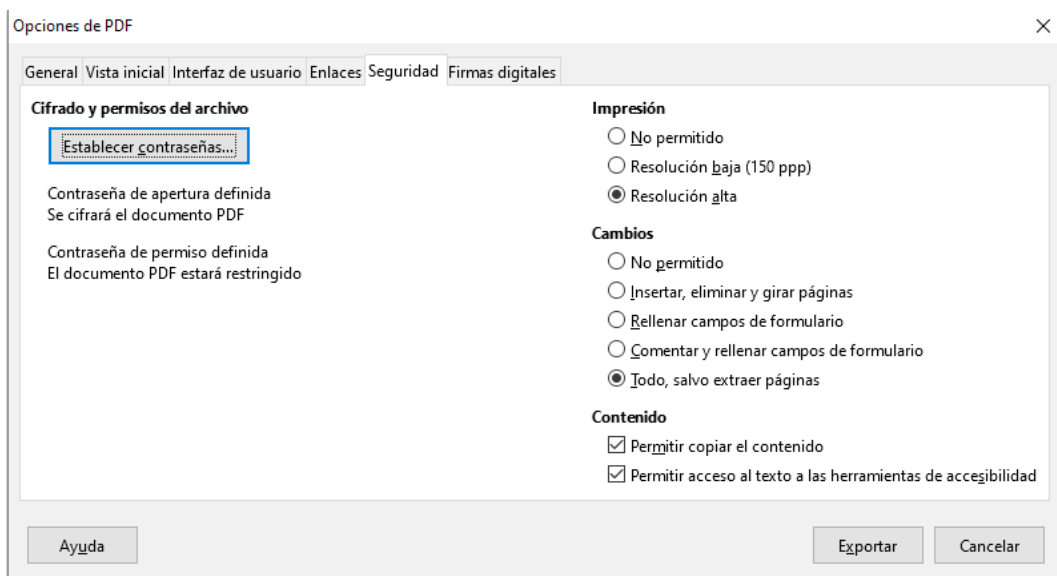 Opciones de PDF
General Vista inicial Interfaz de usuario Enlaces Seguridad Firmas digitales
Cifrado y permisos del archivo
Establecer contraseñas...
Contraseña de apertura definida
Se cifrará el documento PDF
Contraseña de permiso definida
El documento PDF estará restringido
Impresión
No permitido
Resolución baja (150 ppp)
Resolución alta
Cambios
No permitido
Insertar, eliminar y girar páginas
Rellenar campos de formulario
Comentar y rellenar campos de formulario
Todo, salvo extraer páginas
Contenido
Permitir copiar el contenido
Permitir acceso al texto a las herramientas de accesibilidad
Ayuda
Exportar
Cancelar